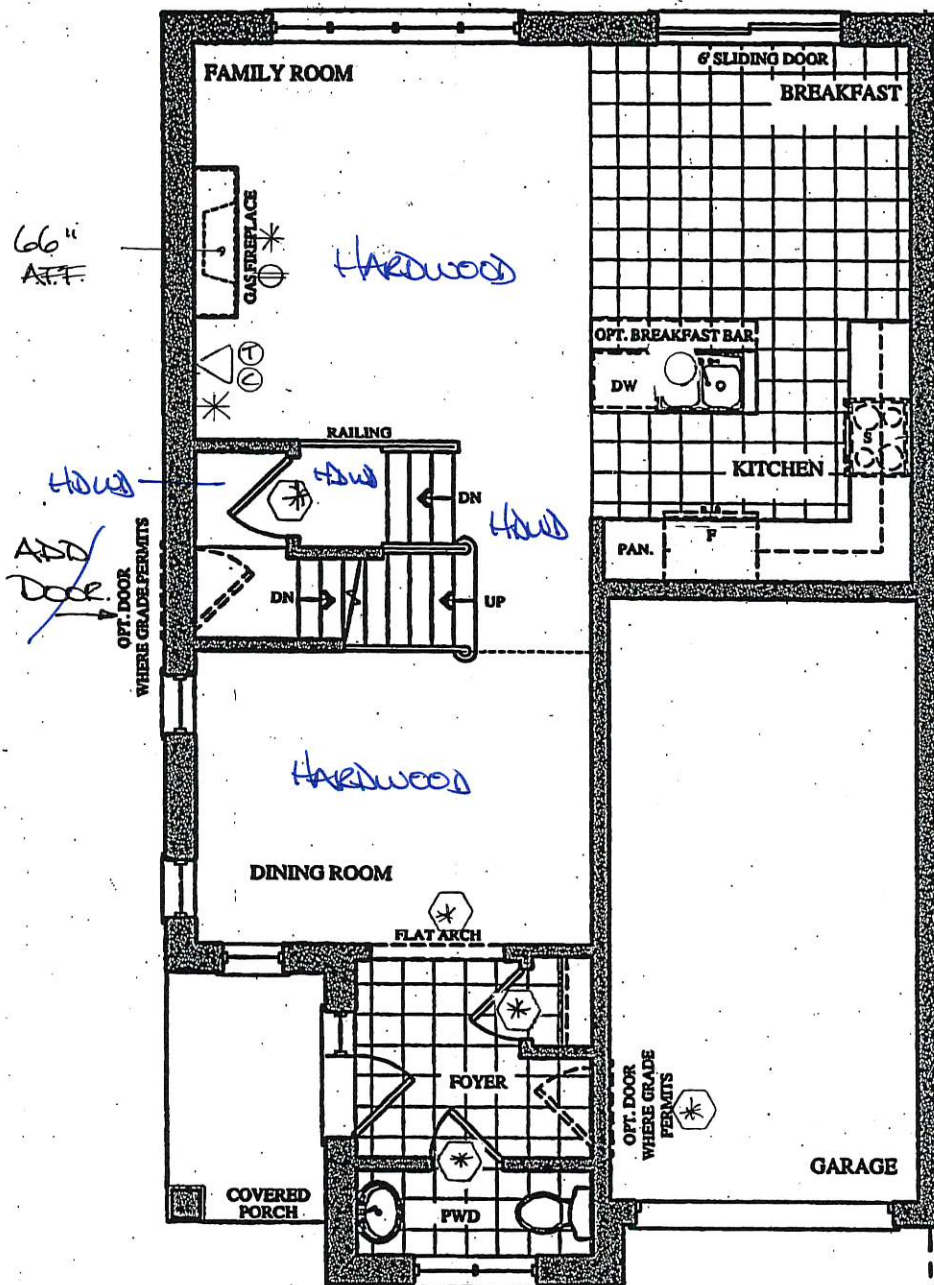 6' SLIDING DOOR
FAMILY ROOM
BREAKFAST
66"
A.F.F.
GAS FIREPLACE
HARDWOOD
OPT. BREAKFAST BAR
T
C
DW
S
RAILING
KITCHEN
HDWD
HDWD
DN
HDWD
F
PAN.
ADD
DOOR.
OPT. DOOR
WHERE GRADE PERMITS
DN
UP
HARDWOOD
DINING ROOM
FLAT ARCH
FOYER
OPT. DOOR
WHERE GRADE
PERMITS
GARAGE
COVERED
PORCH
PWD